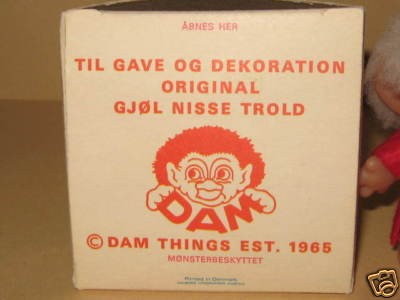 ÅBNES HER
TIL GAVE OG DEKORATION
ORIGINAL
GJØL NISSE TROLD
DAM
© DAM THINGS EST. 1965
MØNSTERBESKYTTET
Printed in Denmark